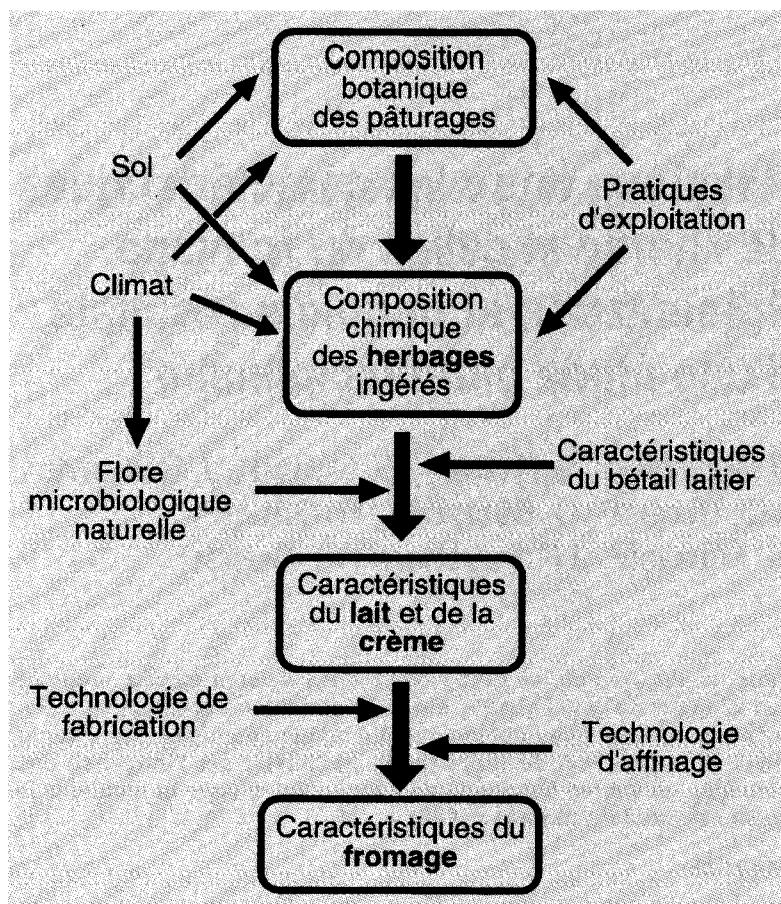 Composition
botanique
des pâturages
Sol
Pratiques
d'exploitation
Climat
Composition
chimique
des herbages
ingérés
Caractéristiques
du bétail laitier
Flore
microbiologique
naturelle
Caractéristiques
du lait et de la
crème
Technologie de
fabrication
Technologie
d'affinage
Caractéristiques du
fromage